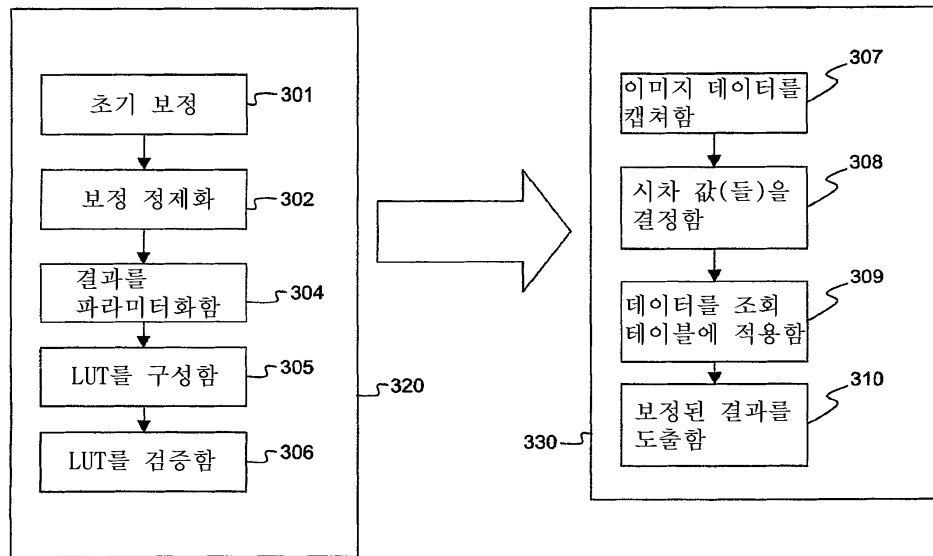 초기 보정
301
보정 정제화
302
결과를
파라미터화함
304
LUT를 구성함
305
LUT를 검증함
306
320
이미지 데이터를
캡쳐함
307
시차 값(들)을
결정함
308
데이터를 조회
테이블에 적용함
309
보정된 결과를
도출함
310
330